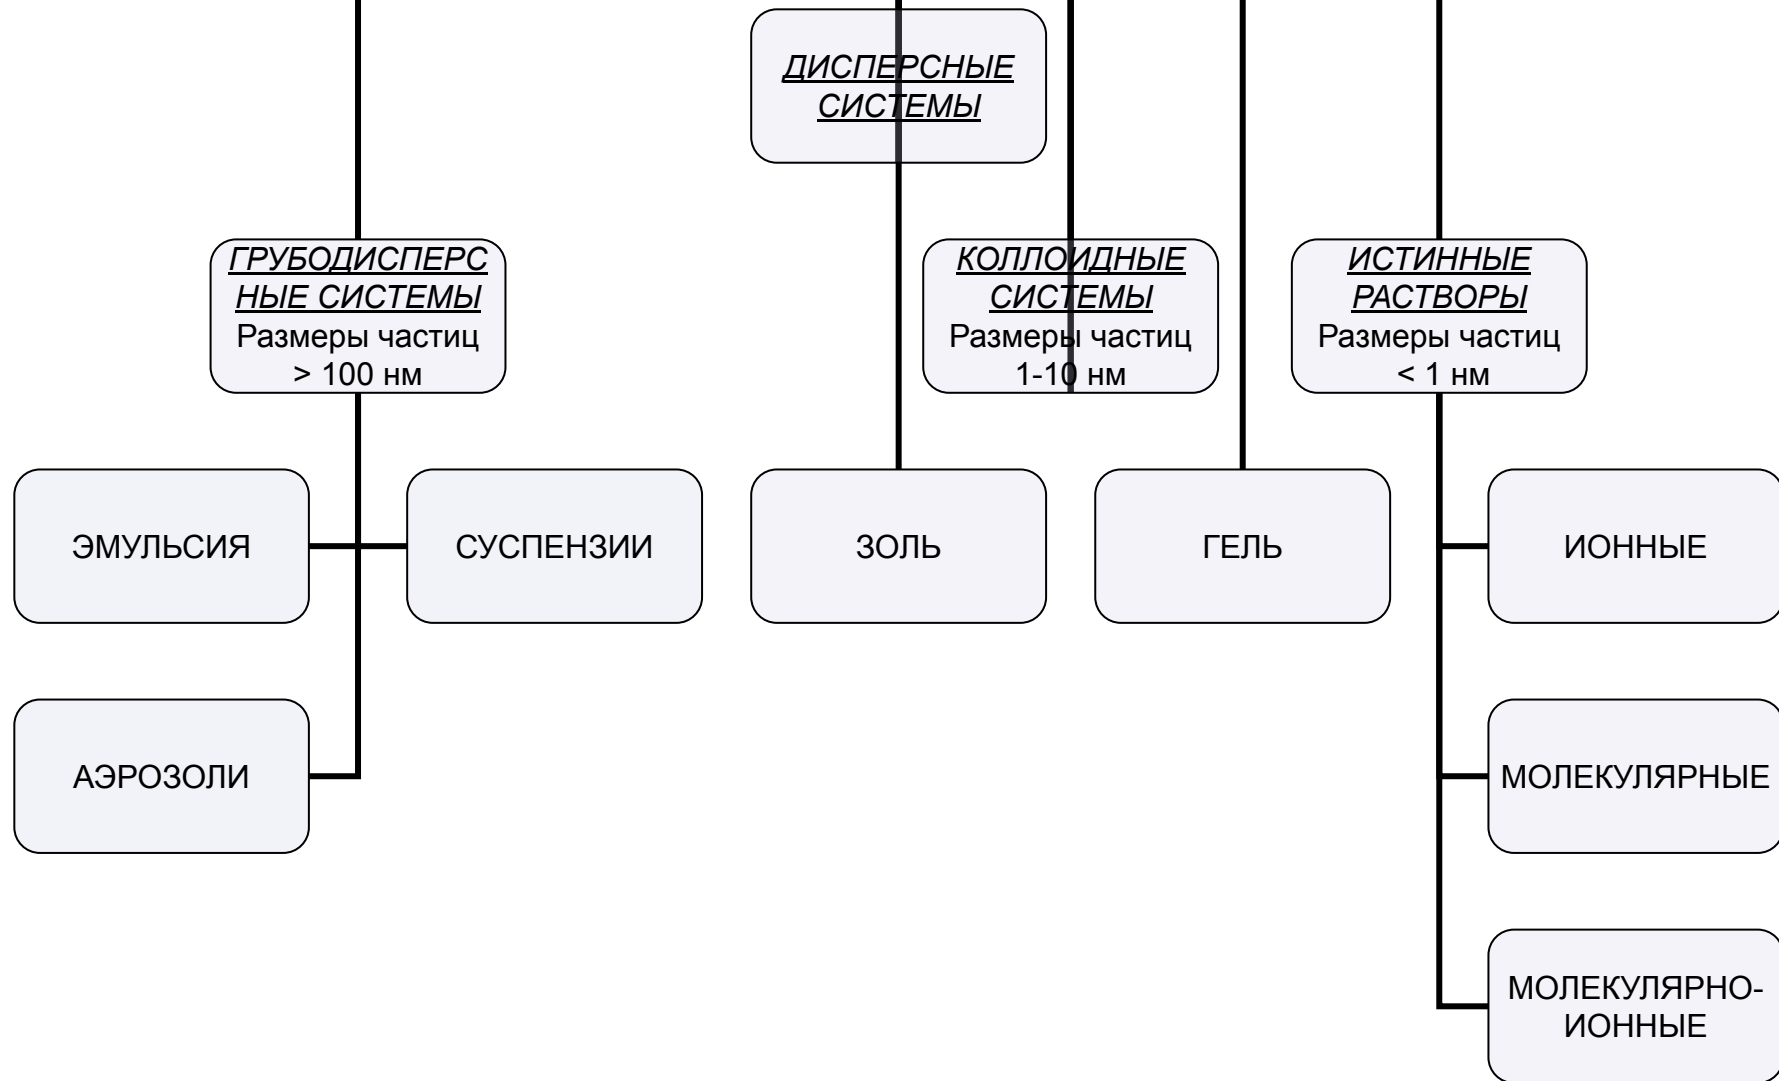 ДИСПЕРСНЫЕ
СИСТЕМЫ
ГРУБОДИСПЕРС
НЫЕ СИСТЕМЫ
Размеры частиц
> 100 нм
КОЛЛОИДНЫЕ
СИСТЕМЫ
Размеры частиц
1-10 нм
ИСТИННЫЕ
РАСТВОРЫ
Размеры частиц
< 1 нм
ЭМУЛЬСИЯ
СУСПЕНЗИИ
ЗОЛЬ
ГЕЛЬ
ИОННЫЕ
АЭРОЗОЛИ
МОЛЕКУЛЯРНЫЕ
МОЛЕКУЛЯРНО-
ИОННЫЕ